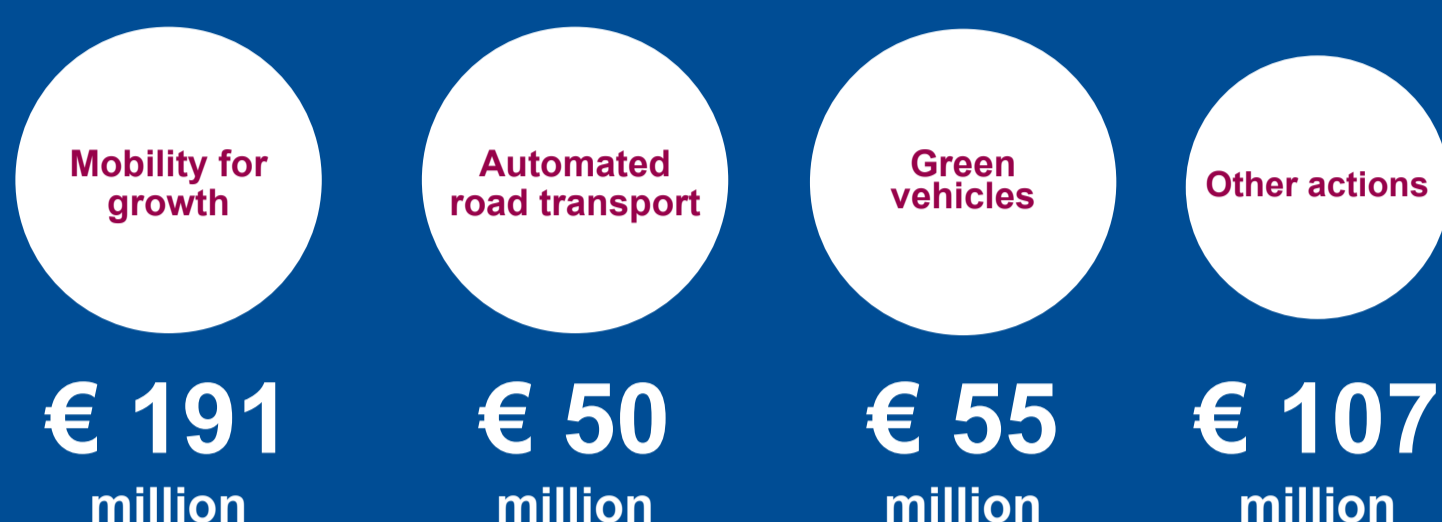 Mobility for
growth
€ 191
million
Automated
road transport
€ 50
million
Green
vehicles
€ 55
million
Other actions
€ 107
million